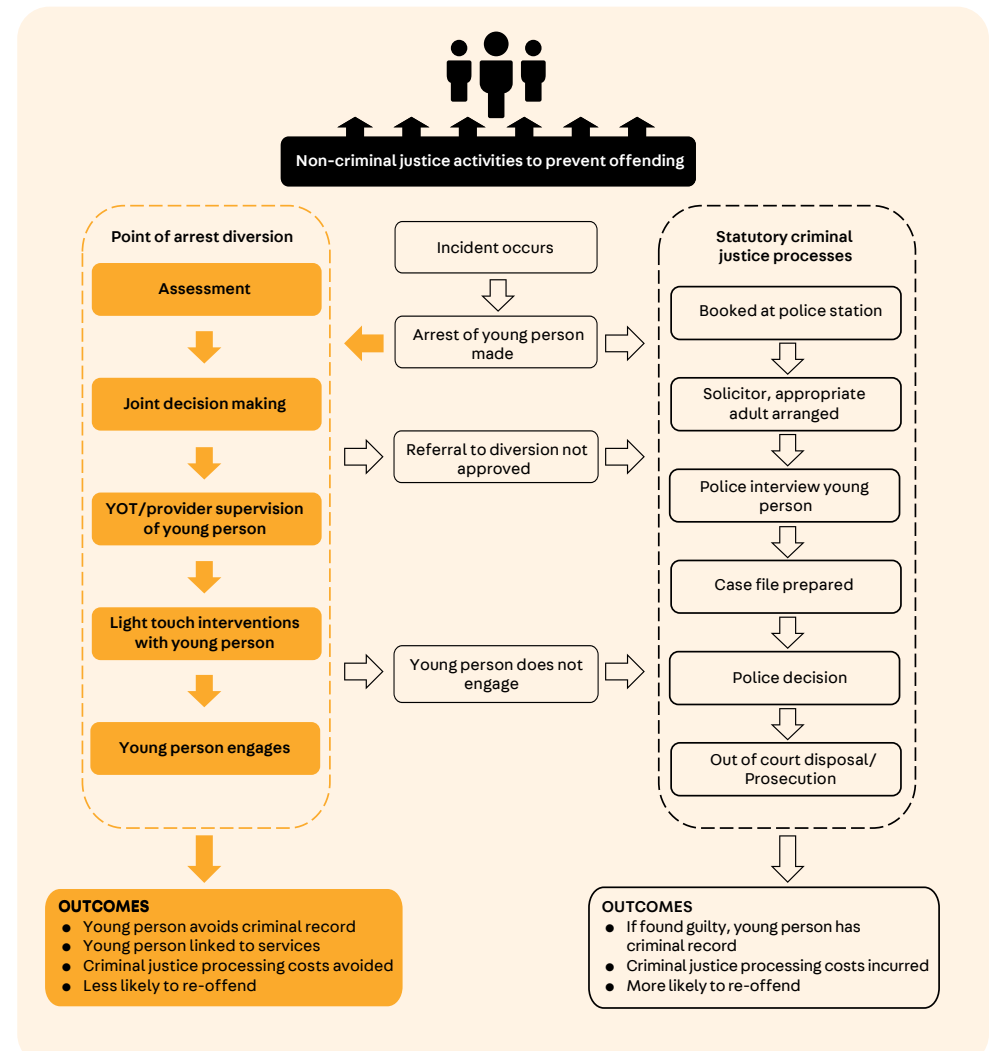 Non-criminal justice activities to prevent offending
Point of arrest diversion
Assessment
Joint decision making
YOT/provider supervision
of young person
Light touch interventions
with young person
Young person engages
OUTCOMES
● Young person avoids criminal record
● Young person linked to services
● Criminal justice processing costs avoided
● Less likely to re-offend
Incident occurs
Arrest of young person
made
Referral to diversion not
approved
Young person does not
engage
Statutory criminal
justice processes
Booked at police station
Solicitor, appropriate
adult arranged
Police interview young
person
Case file prepared
Police decision
Out of court disposal/
Prosecution
OUTCOMES
● If found guilty, young person has
criminal record
● Criminal justice processing costs incurred
● More likely to re-offend